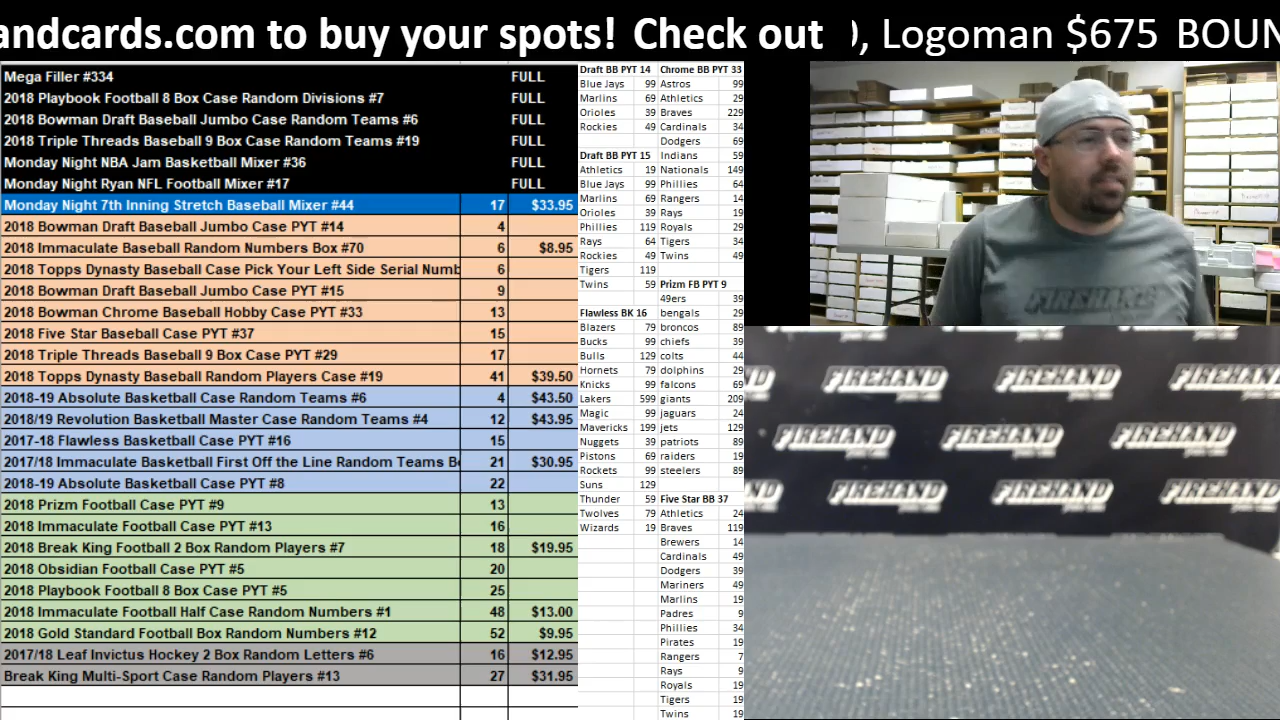 andcards.com to buy your spots! Check out
), Logoman $675 BOUN
Mega Filler #334 FULL
2018 Playbook Football 8 Box Case Random Divisions #7 FULL
2018 Bowman Draft Baseball Jumbo Case Random Teams #6 FULL
2018 Triple Threads Baseball 9 Box Case Random Teams #19 FULL
Monday Night NBA Jam Basketball Mixer #36 FULL
Monday Night Ryan NFL Football Mixer #17 FULL
Monday Night 7th Inning Stretch Baseball Mixer #44 17 $33.95
2018 Bowman Draft Baseball Jumbo Case PYT #14 4
2018 Immaculate Baseball Random Numbers Box #70 6 $8.95
2018 Topps Dynasty Baseball Case Pick Your Left Side Serial Numb 6
2018 Bowman Draft Baseball Jumbo Case PYT #15 9
2018 Bowman Chrome Baseball Hobby Case PYT #33 13
2018 Five Star Baseball Case PYT #37 15
2018 Triple Threads Baseball 9 Box Case PYT #29 17
2018 Topps Dynasty Baseball Random Players Case #19 41 $39.50
2018-19 Absolute Basketball Case Random Teams #6 4 $43.50
2018/19 Revolution Basketball Master Case Random Teams #4 12 $43.95
2017-18 Flawless Basketball Case PYT #16 15
2017/18 Immaculate Basketball First Off the Line Random Teams Bo 21 $30.95
2018-19 Absolute Basketball Case PYT #8 22
2018 Prizm Football Case PYT #9 13
2018 Immaculate Football Case PYT #13 16
2018 Break King Football 2 Box Random Players #7 18 $19.95
2018 Obsidian Football Case PYT #5 20
2018 Playbook Football 8 Box Case PYT #5 25
2018 Immaculate Football Half Case Random Numbers #1 48 $13.00
2018 Gold Standard Football Box Random Numbers #12 52 $9.95
2017/18 Leaf Invictus Hockey 2 Box Random Letters #6 16 $12.95
Break King Multi-Sport Case Random Players #13 27 $31.95
Draft BB PYT 14
Blue Jays 99
Marlins 69
Orioles 39
Rockies 49
Draft BB PYT 15
Athletics 19
Blue Jays 99
Marlins 69
Orioles 39
Phillies 119
Rays 64
Rockies 49
Tigers 119
Twins 59
Flawless BK 16
Blazers 79
Bucks 99
Bulls 129
Hornets 79
Knicks 99
Lakers 599
Magic 99
Mavericks 199
Nuggets 39
Pistons 69
Rockets 99
Suns 129
Thunder 59
Twolves 79
Wizards 19
Chrome BB PYT 33
Astros 99
Athletics 29
Braves 229
Cardinals 34
Dodgers 69
Indians 59
Nationals 149
Phillies 64
Rangers 14
Rays 19
Royals 29
Tigers 34
Twins 49
Prizm FB PYT 9
49ers 39
bengals 29
broncos 89
chiefs 39
colts 44
dolphins 29
falcons 69
giants 209
jaguars 24
jets 129
patriots 89
raiders 19
steelers 89
Five Star BB 37
Athletics 24
Braves 119
Brewers 14
Cardinals 49
Dodgers 39
Mariners 49
Marlins 19
Padres 9
Phillies 34
Pirates 19
Rangers 7
Rays 9
Royals 19
Tigers 19
Twins 19
FIREHAND
FIREHAND FIREHAND FIREHAND
FIREHAND FIREHAND FIREHAND
FIREHAND FIREHAND FIREHAND